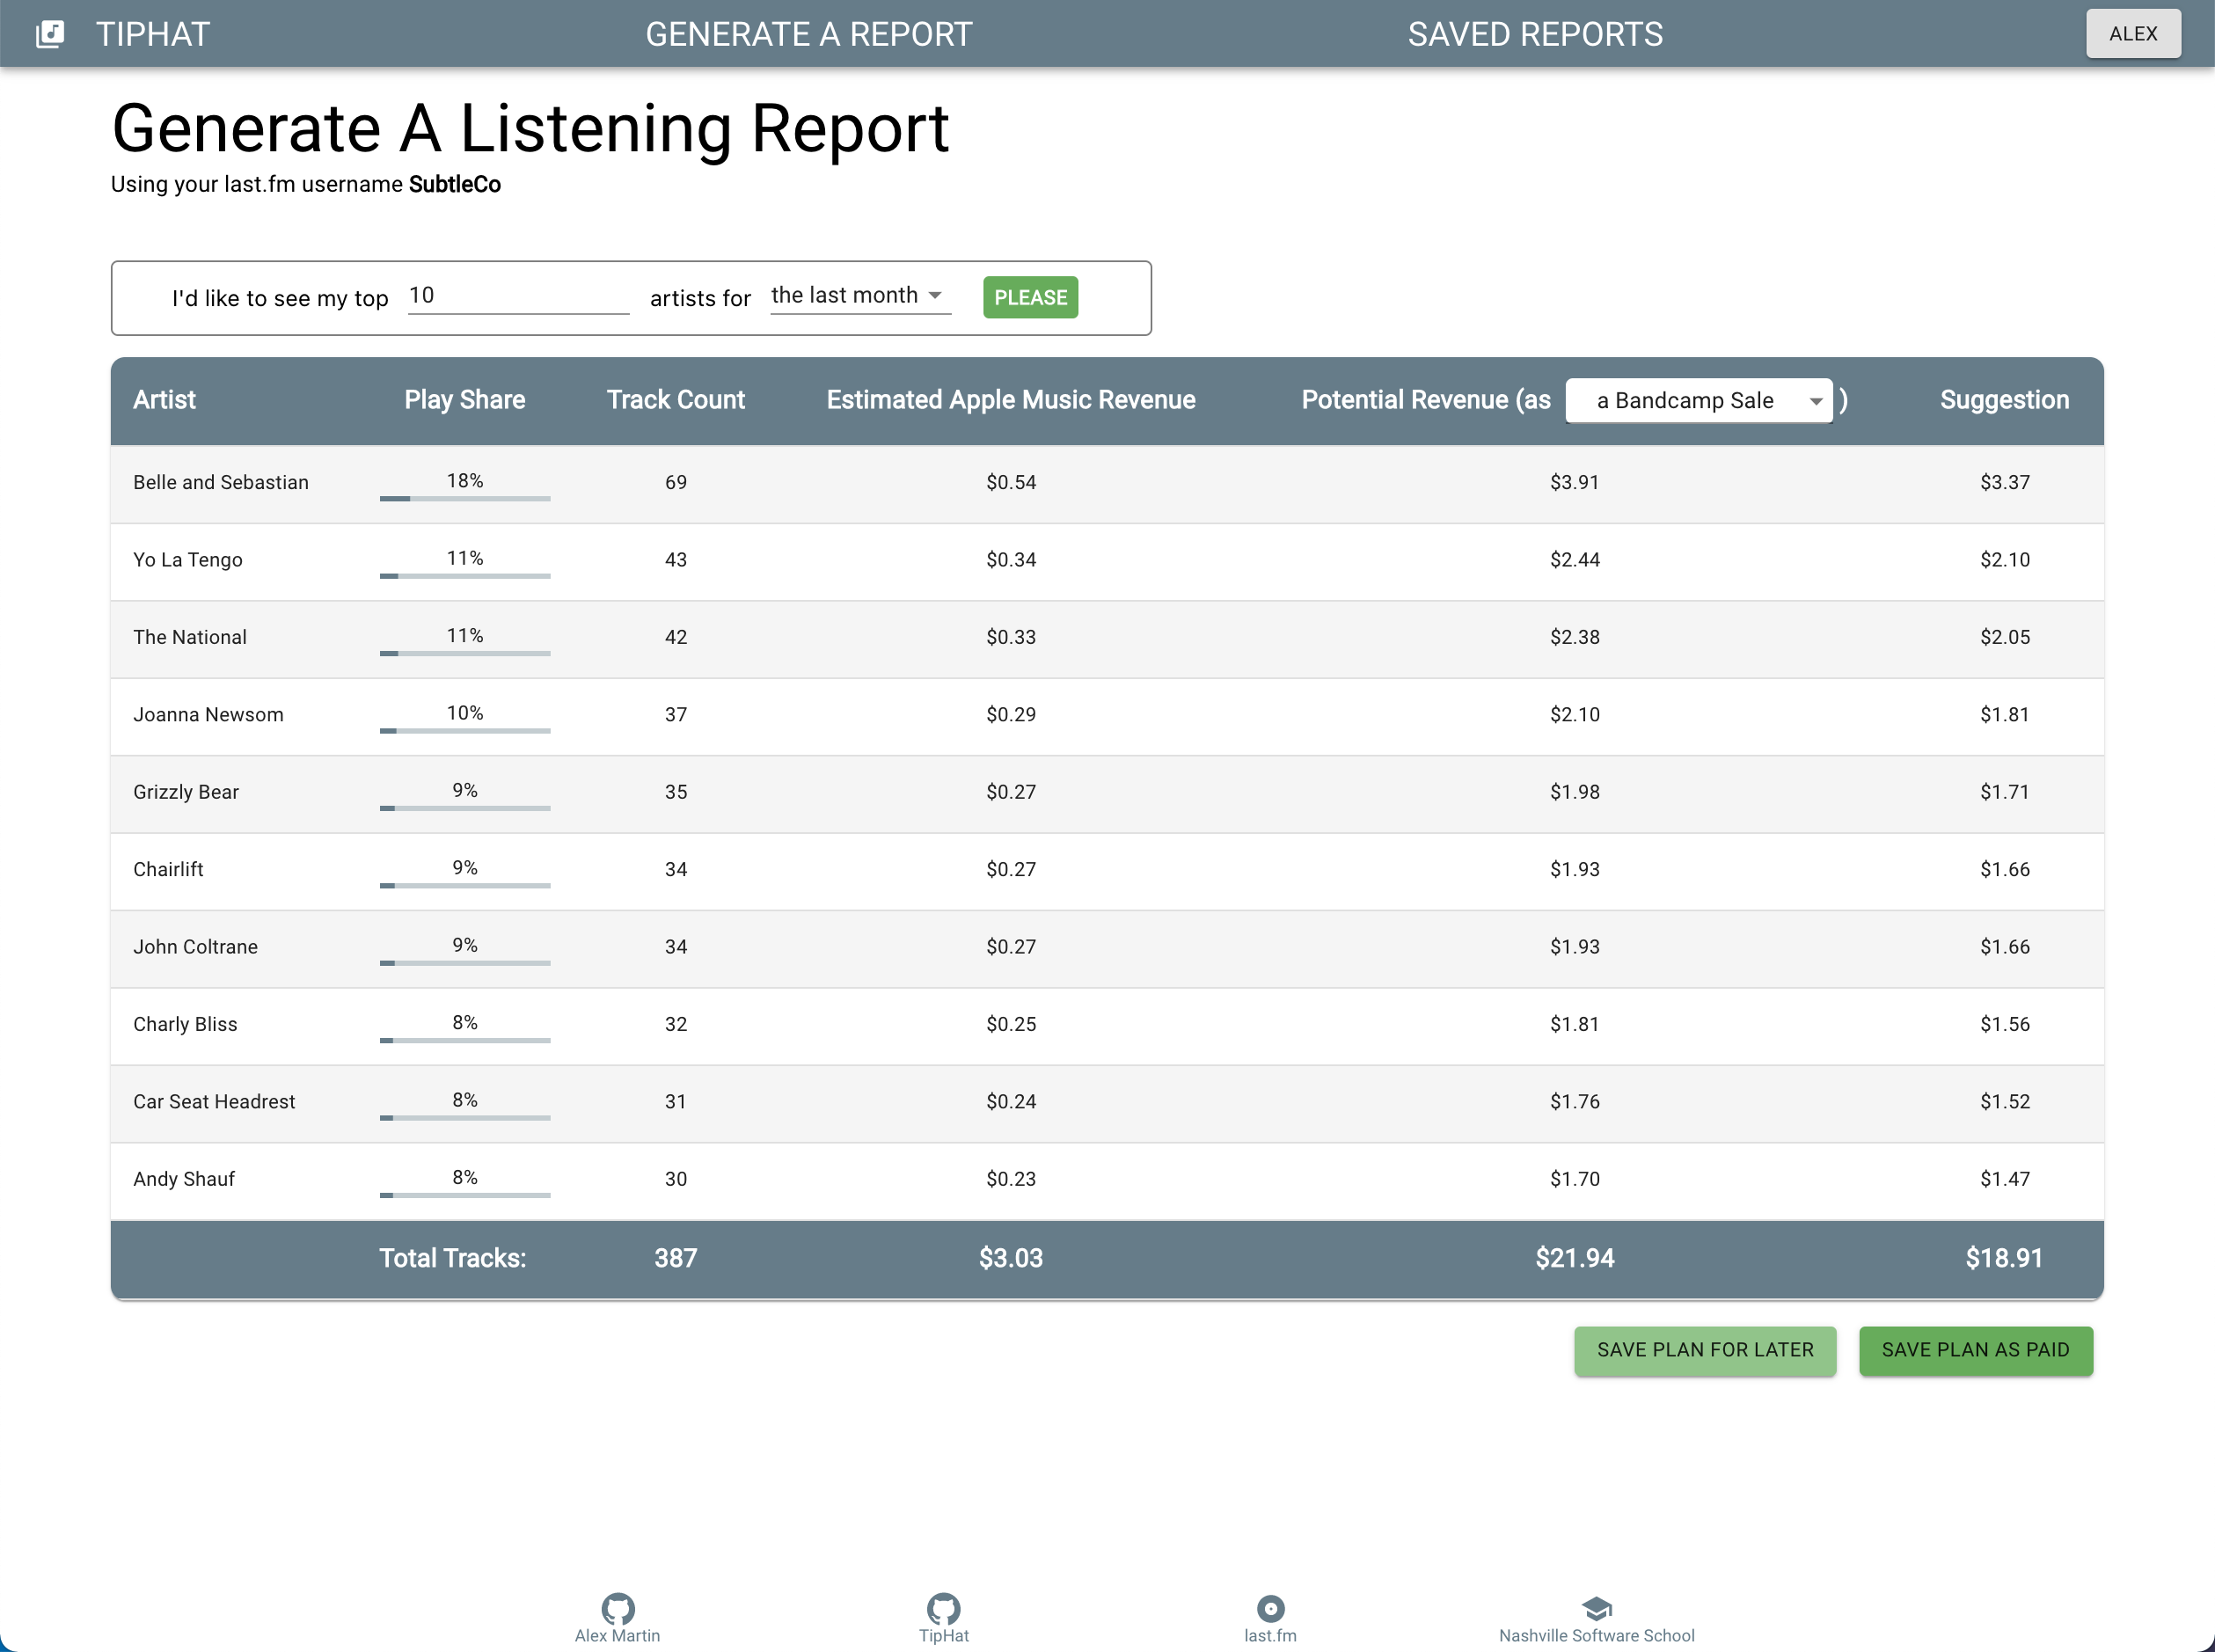 TIPHAT GENERATE A REPORT SAVED REPORTS ALEX
Generate A Listening Report
Using your last.fm username SubtleCo
I'd like to see my top 10 artists for the last month PLEASE
Artist Play Share Track Count Estimated Apple Music Revenue Potential Revenue (as a Bandcamp Sale ) Suggestion
Belle and Sebastian 18% 69 $0.54 $3.91 $3.37
Yo La Tengo 11% 43 $0.34 $2.44 $2.10
The National 11% 42 $0.33 $2.38 $2.05
Joanna Newsom 10% 37 $0.29 $2.10 $1.81
Grizzly Bear 9% 35 $0.27 $1.98 $1.71
Chairlift 9% 34 $0.27 $1.93 $1.66
John Coltrane 9% 34 $0.27 $1.93 $1.66
Charly Bliss 8% 32 $0.25 $1.81 $1.56
Car Seat Headrest 8% 31 $0.24 $1.76 $1.52
Andy Shauf 8% 30 $0.23 $1.70 $1.47
Total Tracks: 387 $3.03 $21.94 $18.91
SAVE PLAN FOR LATER SAVE PLAN AS PAID
Alex Martin TipHat last.fm Nashville Software School